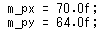 m_px = 70.0f;
m_py = 64.0f;